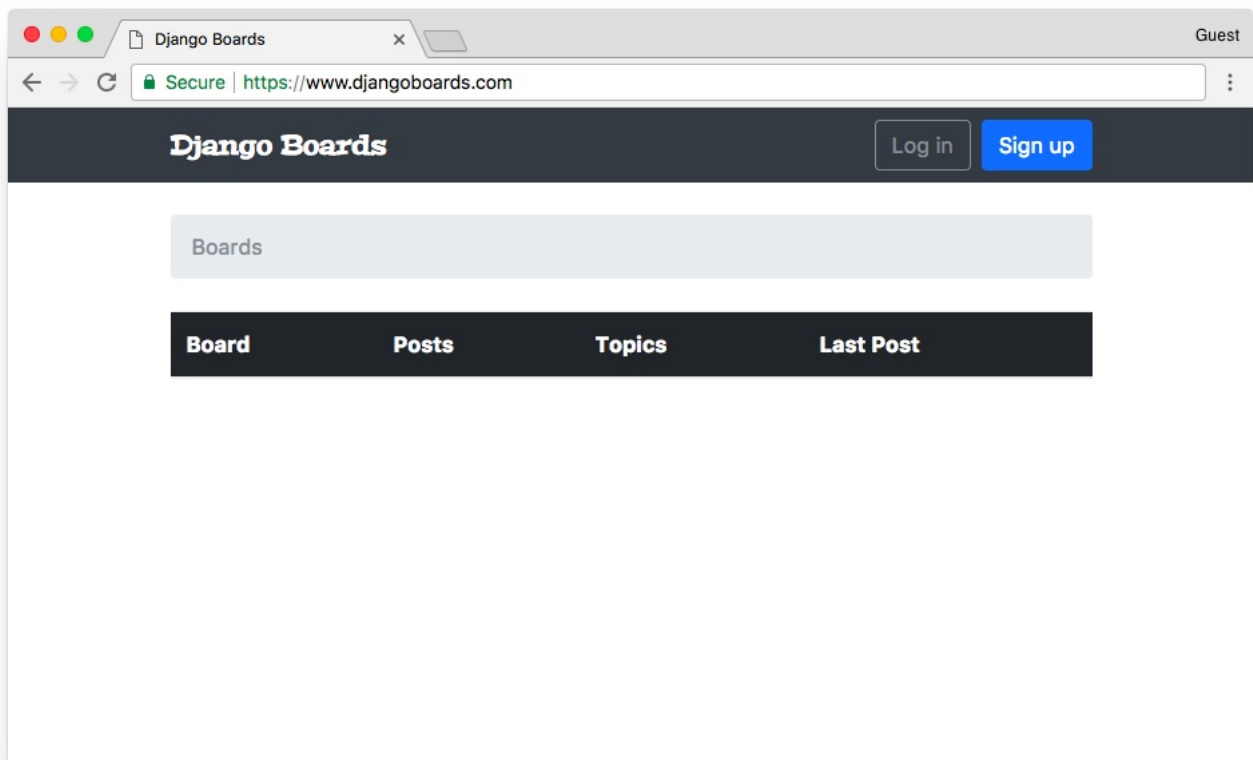 Django Boards
Guest
Secure | https://www.djangoboards.com
Django Boards
Log in
Sign up
Boards
Board Posts Topics Last Post